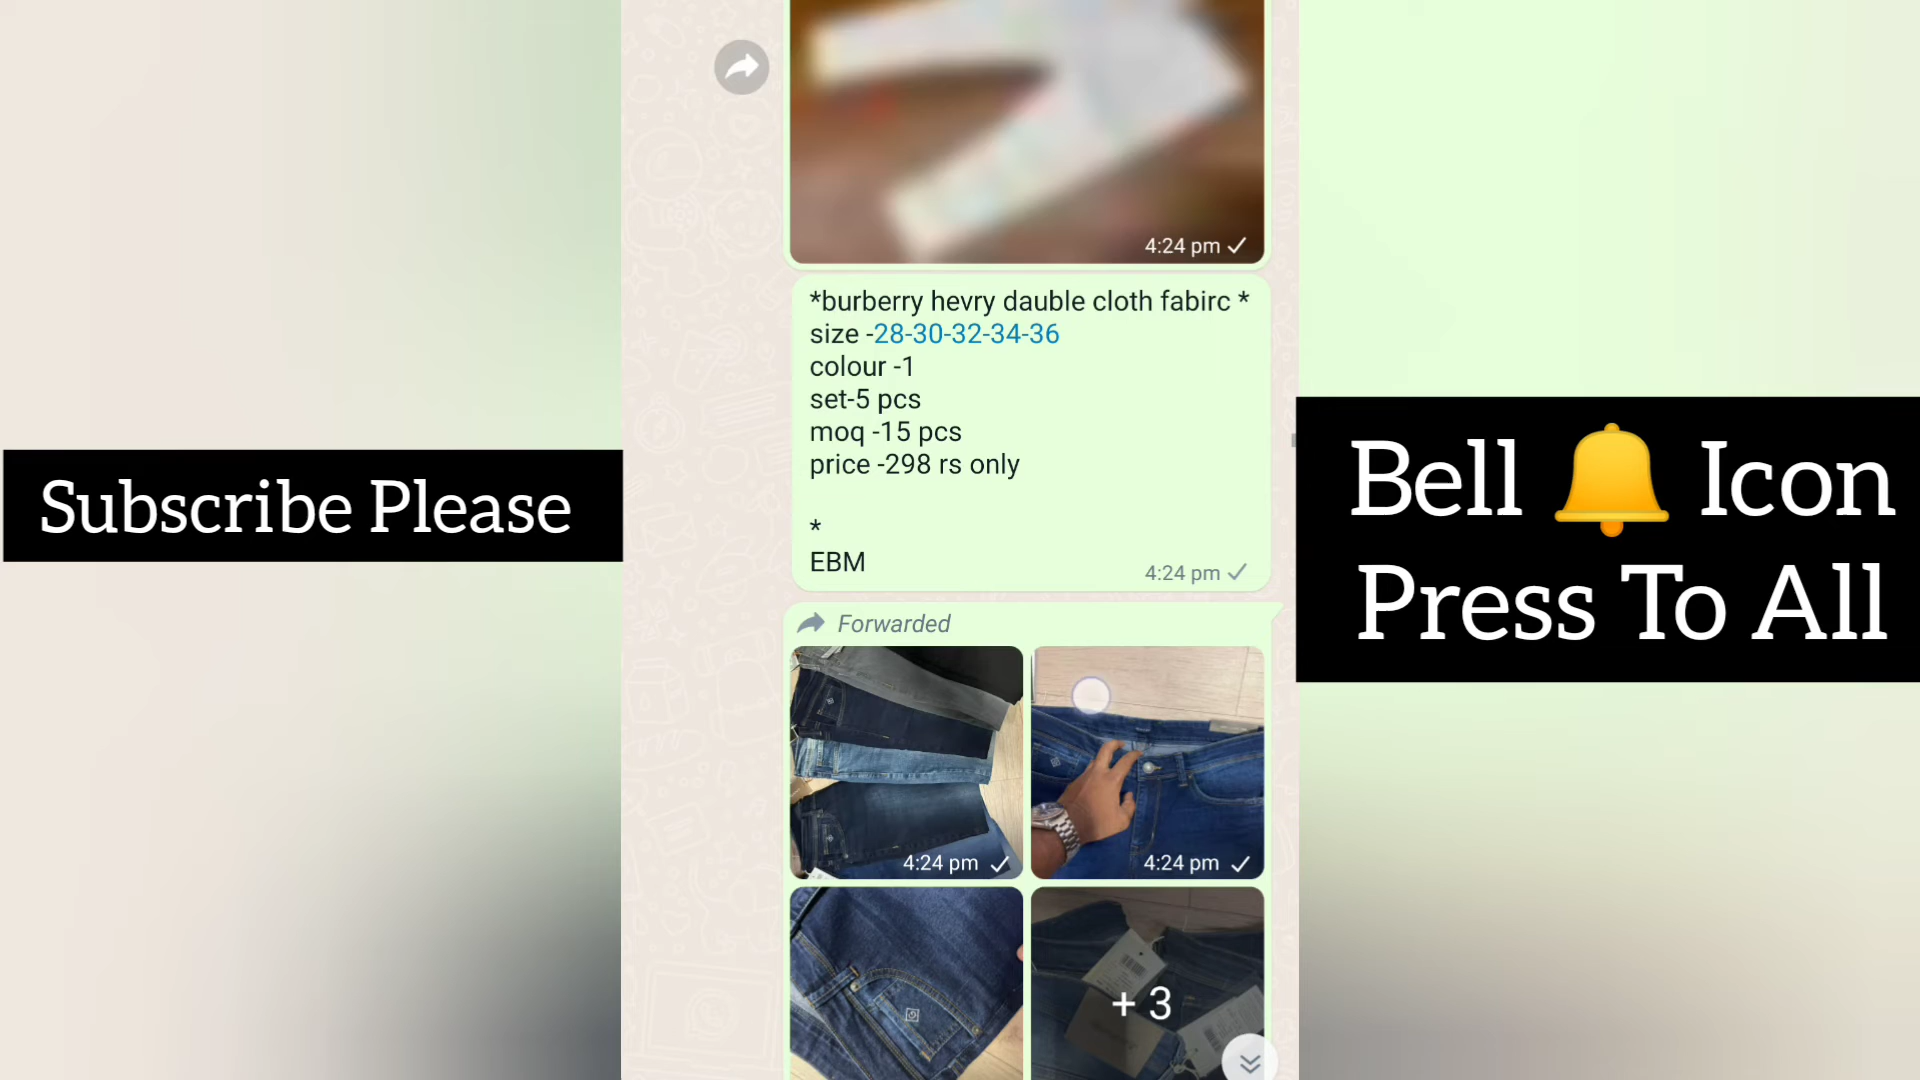 4:24 pm
*burberry hevry dauble cloth fabirc *
size -28-30-32-34-36
colour -1
set-5 pcs
moq -15 pcs
price -298 rs only
*
EBM
4:24 pm
Subscribe Please
Bell 🔔 Icon
Press To All
Forwarded
4:24 pm
4:24 pm
+ 3